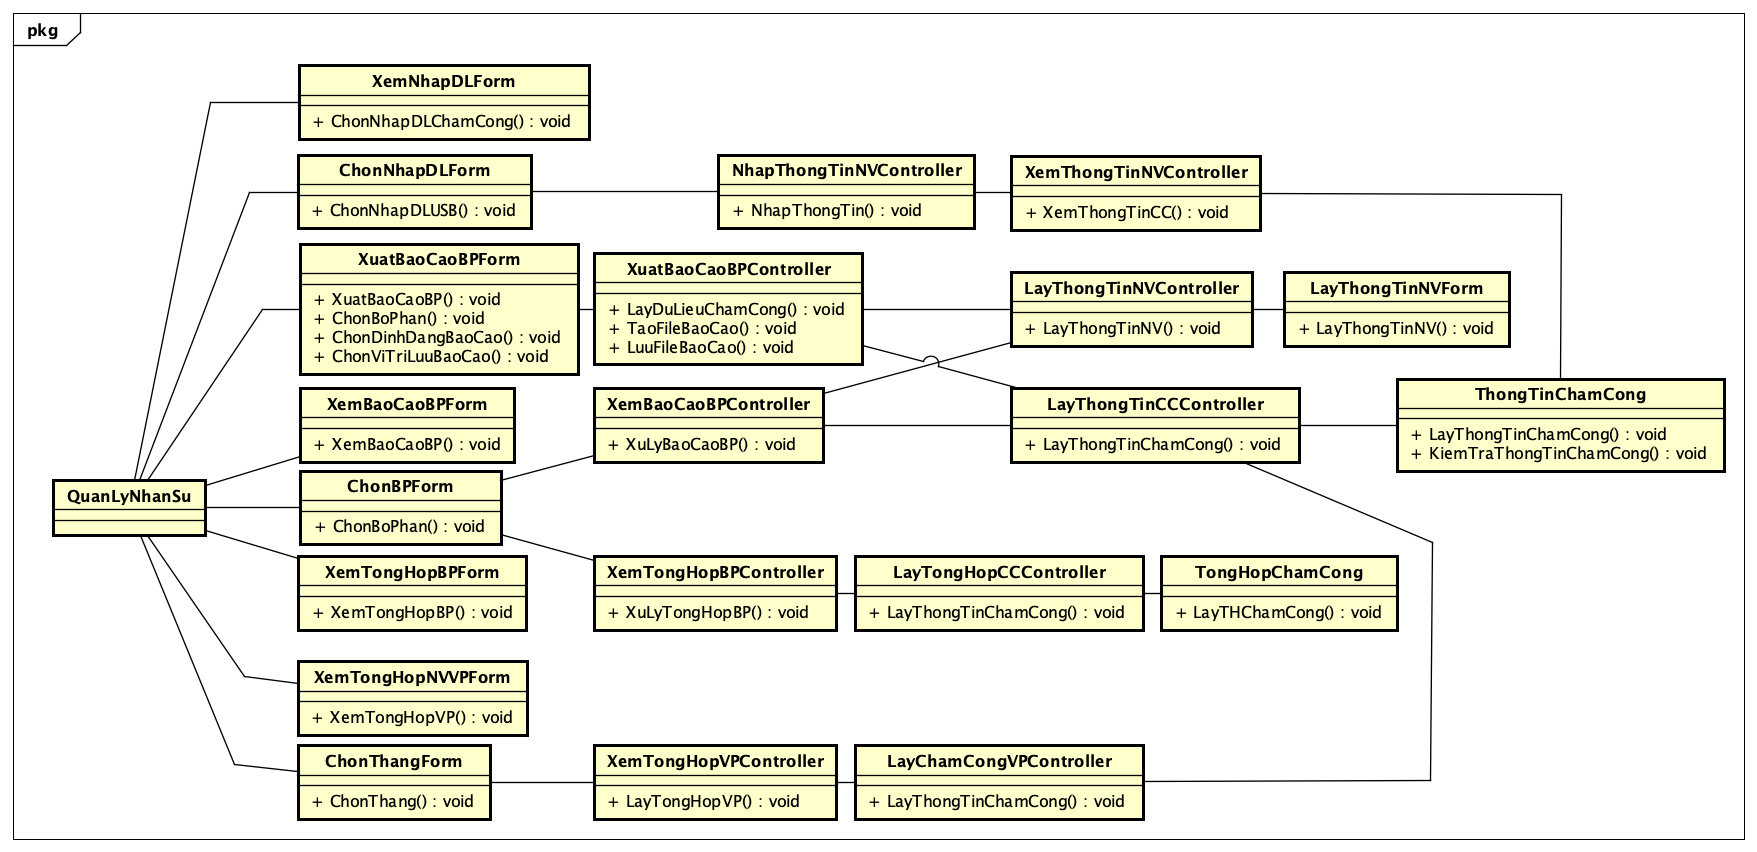 pkg
XemNhapDLForm
+ ChonNhapDLChamCong() : void
ChonNhapDLForm
+ ChonNhapDLUSB() : void
NhapThongTinNVController
+ NhapThongTin() : void
XemThongTinNVController
+ XemThongTinCC() : void
XuatBaoCaoBPForm
+ XuatBaoCaoBP() : void
+ ChonBoPhan() : void
+ ChonDinhDangBaoCao() : void
+ ChonViTriLuuBaoCao() : void
XuatBaoCaoBPController
+ LayDuLieuChamCong() : void
+ TaoFileBaoCao() : void
+ LuuFileBaoCao() : void
LayThongTinNVController
+ LayThongTinNV() : void
LayThongTinNVForm
+ LayThongTinNV() : void
XemBaoCaoBPForm
+ XemBaoCaoBP() : void
XemBaoCaoBPController
+ XuLyBaoCaoBP() : void
LayThongTinCCController
+ LayThongTinChamCong() : void
ThongTinChamCong
+ LayThongTinChamCong() : void
+ KiemTraThongTinChamCong() : void
QuanLyNhanSu
ChonBPForm
+ ChonBoPhan() : void
XemTongHopBPForm
+ XemTongHopBP() : void
XemTongHopBPController
+ XuLyTongHopBP() : void
LayTongHopCCController
+ LayThongTinChamCong() : void
TongHopChamCong
+ LayTHChamCong() : void
XemTongHopNVVPForm
+ XemTongHopVP() : void
ChonThangForm
+ ChonThang() : void
XemTongHopVPController
+ LayTongHopVP() : void
LayChamCongVPController
+ LayThongTinChamCong() : void